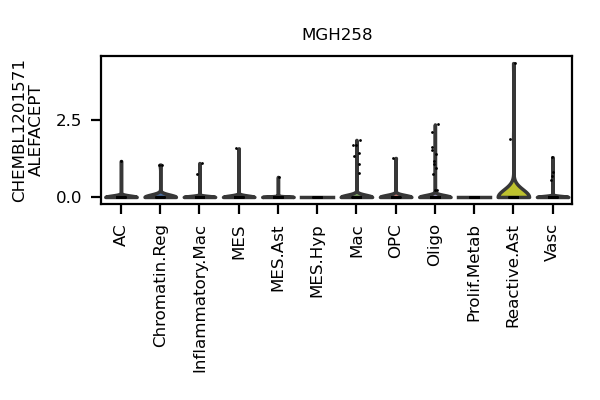 MGH258
CHEMBL1201571
ALEFACEPT
2.5
0.0
AC
Chromatin.Reg
Inflammatory.Mac
MES
MES.Ast
MES.Hyp
Mac
OPC
Oligo
Prolif.Metab
Reactive.Ast
Vasc